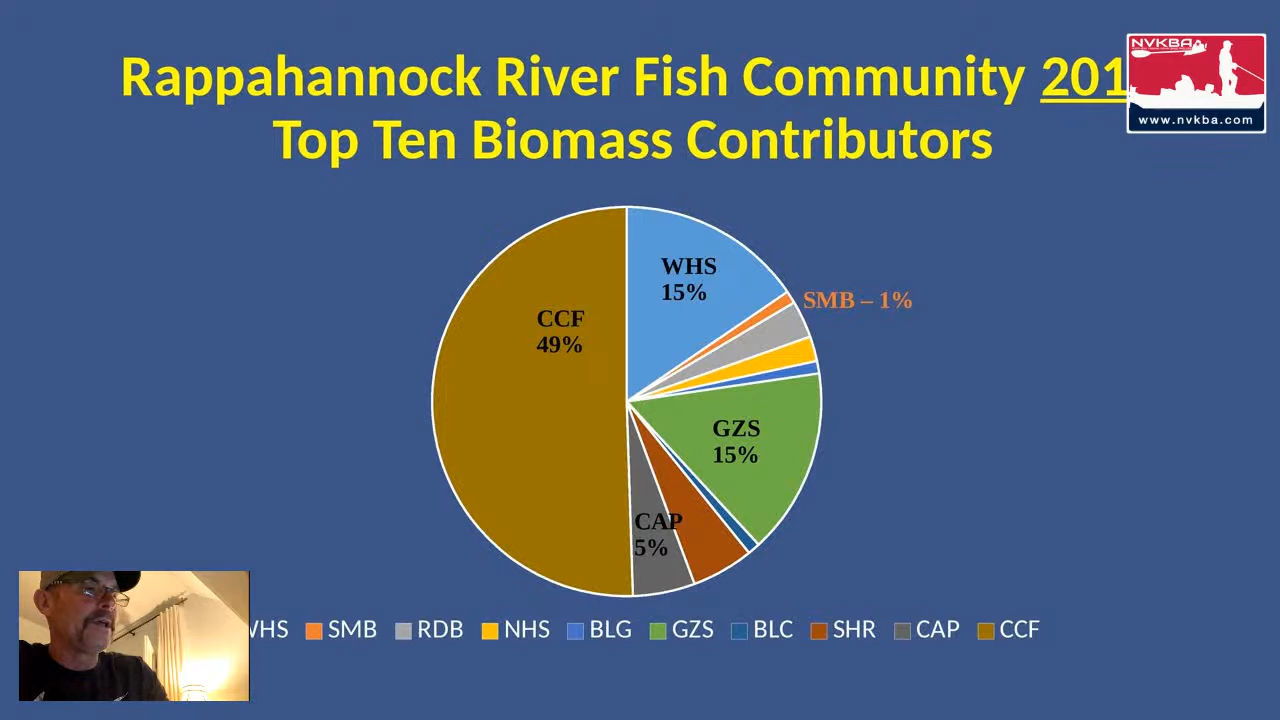 Rappahannock River Fish Community 201
Top Ten Biomass Contributors
NVKBA
www.nvkba.com
WHS
15%
SMB – 1%
CCF
49%
GZS
15%
CAP
5%
WHS SMB RDB NHS BLG GZS BLC SHR CAP CCF